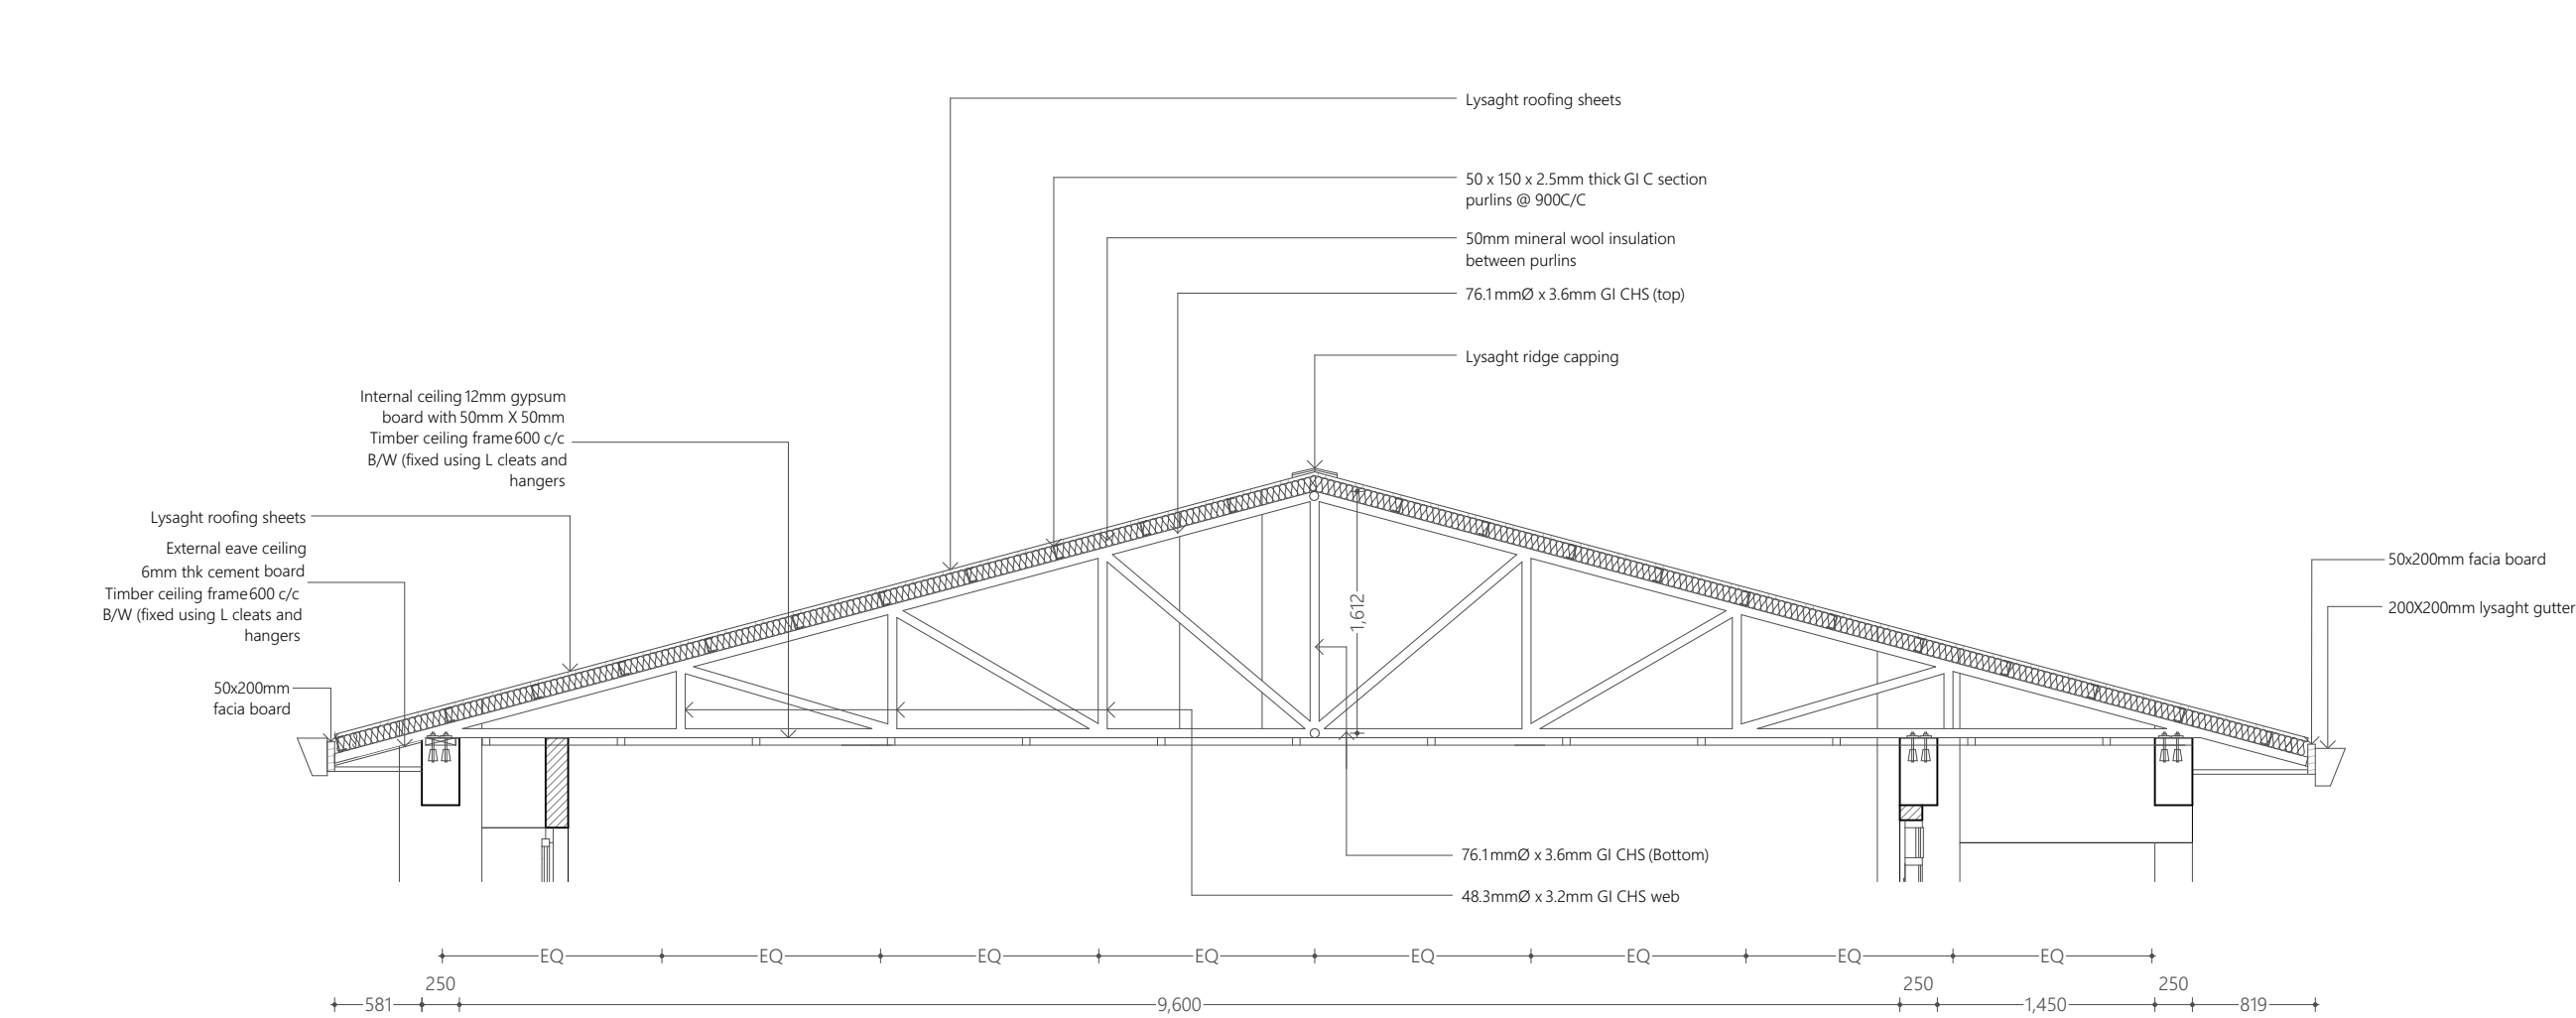 Lysaght roofing sheets
50 x 150 x 2.5mm thick GI C section
purlins @ 900C/C
50mm mineral wool insulation
between purlins
76.1mmØ x 3.6mm GI CHS (top)
Lysaght ridge capping
Internal ceiling 12mm gypsum
board with 50mm X 50mm
Timber ceiling frame 600 c/c
B/W (fixed using L cleats and
hangers
Lysaght roofing sheets
External eave ceiling
6mm thk cement board
Timber ceiling frame 600 c/c
B/W (fixed using L cleats and
hangers
50x200mm
facia board
1,612
50x200mm facia board
200X200mm lysaght gutter
76.1mmØ x 3.6mm GI CHS (Bottom)
48.3mmØ x 3.2mm GI CHS web
EQ EQ EQ EQ EQ EQ EQ EQ
250 250 250
581 9,600 1,450 819